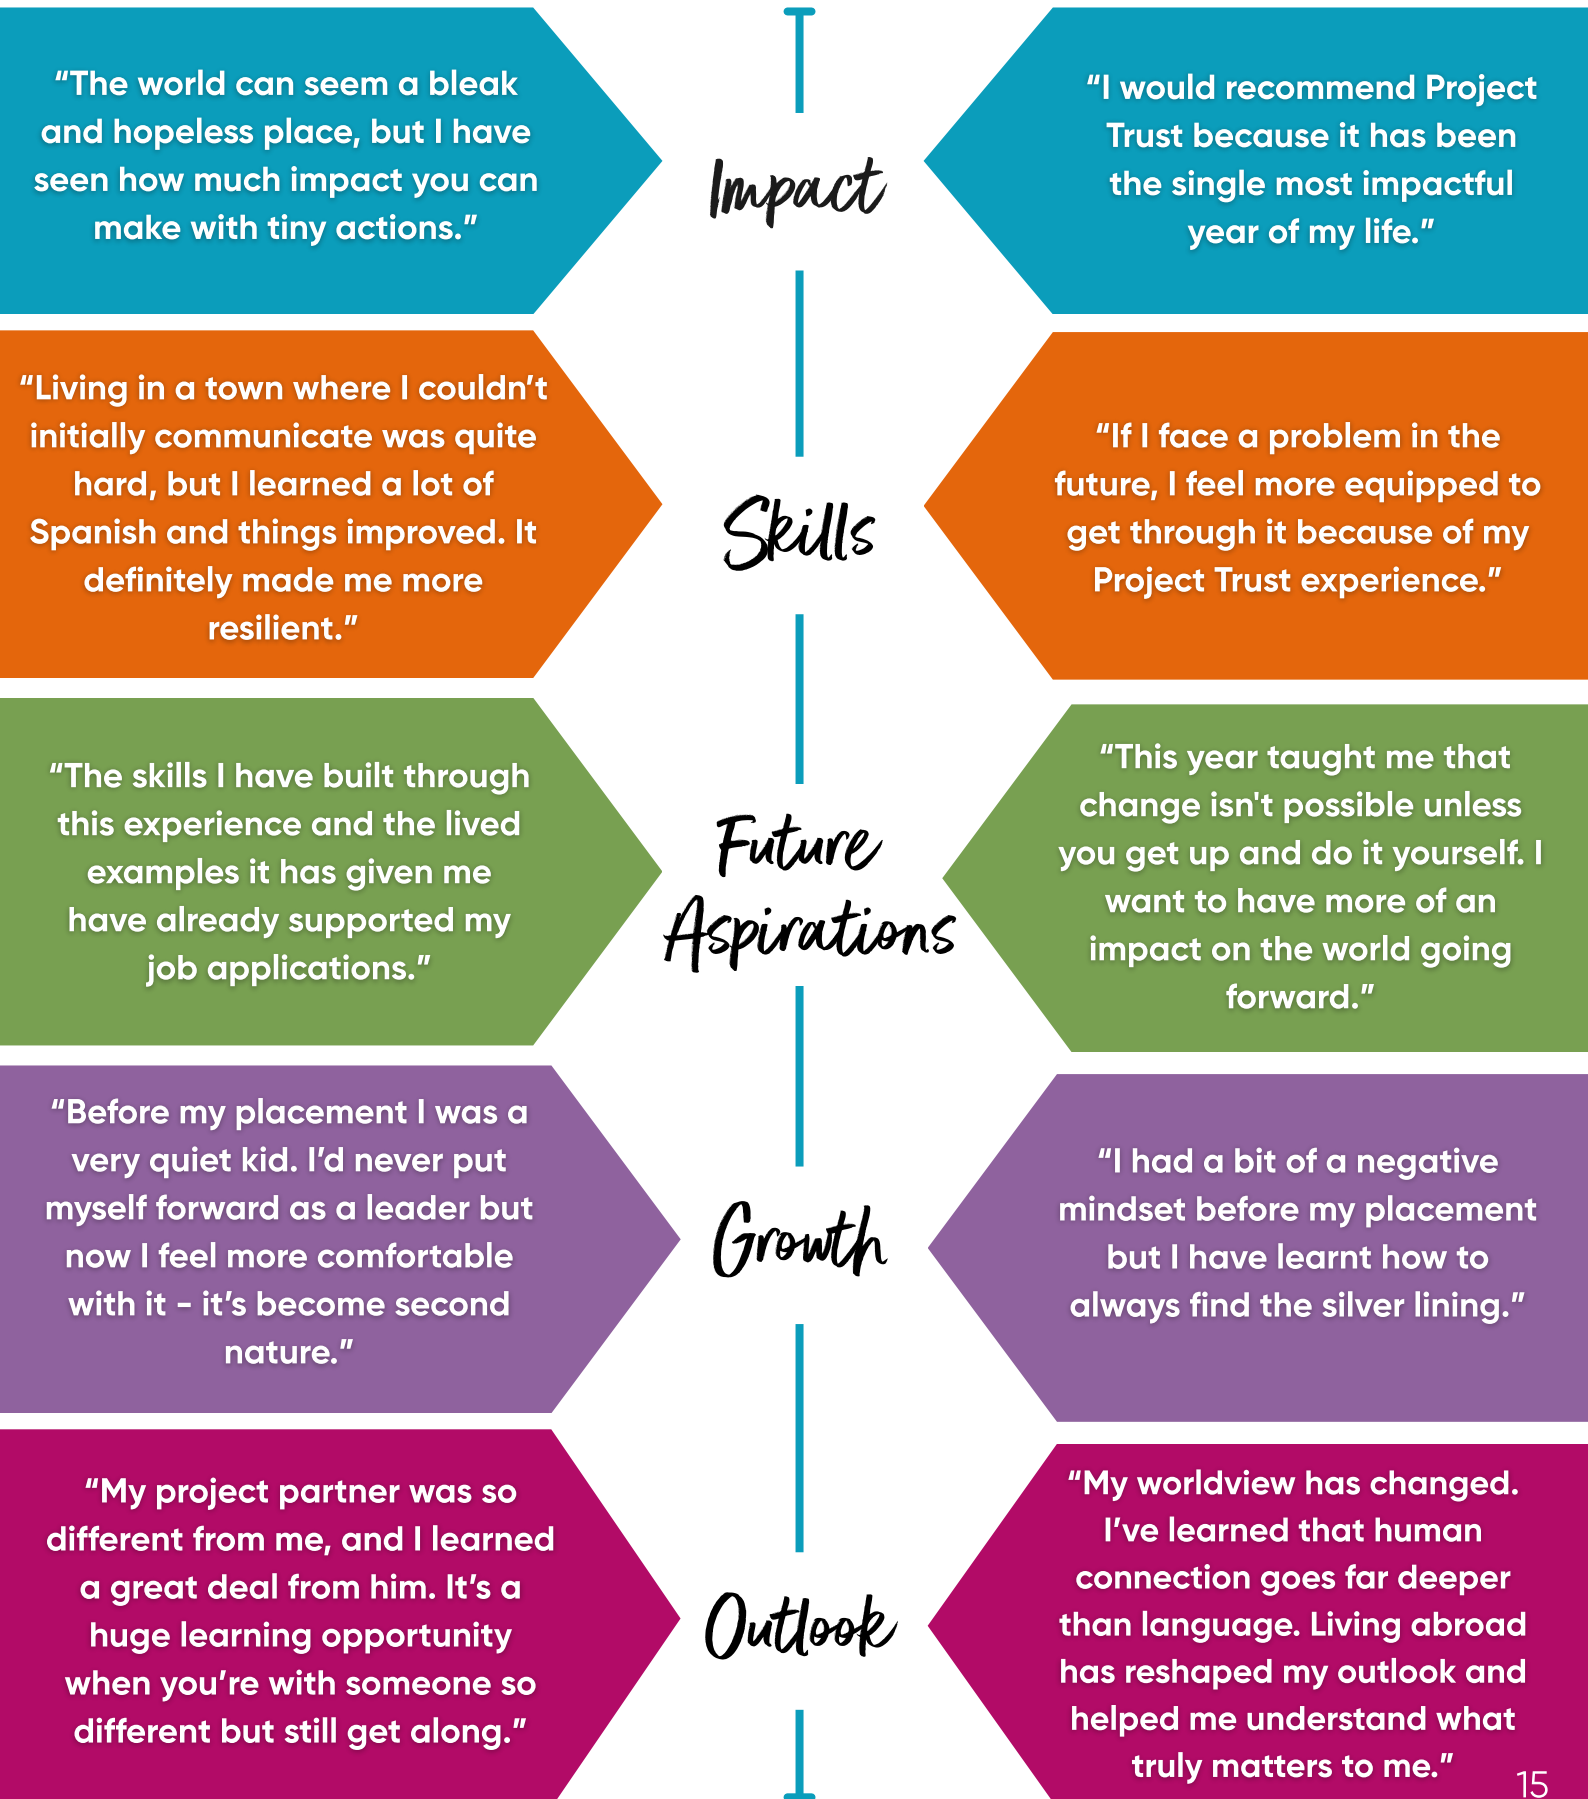 “The world can seem a bleak
and hopeless place, but I have
seen how much impact you can
make with tiny actions.”
Impact
“I would recommend Project
Trust because it has been
the single most impactful
year of my life.”
“Living in a town where I couldn’t
initially communicate was quite
hard, but I learned a lot of
Spanish and things improved. It
definitely made me more
resilient.”
Skills
“If I face a problem in the
future, I feel more equipped to
get through it because of my
Project Trust experience.”
“The skills I have built through
this experience and the lived
examples it has given me
have already supported my
job applications.”
Future
Aspirations
“This year taught me that
change isn't possible unless
you get up and do it yourself. I
want to have more of an
impact on the world going
forward.”
“Before my placement I was a
very quiet kid. I’d never put
myself forward as a leader but
now I feel more comfortable
with it - it’s become second
nature.”
Growth
“I had a bit of a negative
mindset before my placement
but I have learnt how to
always find the silver lining.”
“My project partner was so
different from me, and I learned
a great deal from him. It’s a
huge learning opportunity
when you’re with someone so
different but still get along.”
Outlook
“My worldview has changed.
I’ve learned that human
connection goes far deeper
than language. Living abroad
has reshaped my outlook and
helped me understand what
truly matters to me.”
15